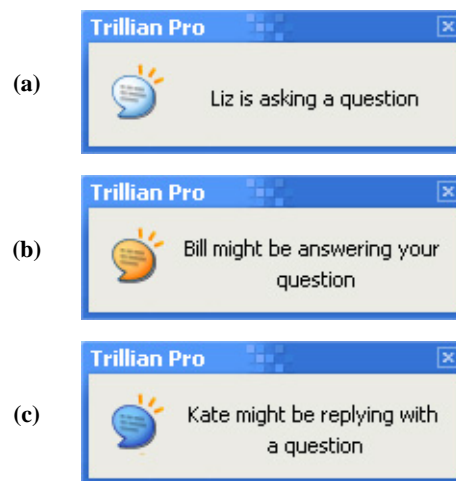 Trillian Pro
(a)
Liz is asking a question
Trillian Pro
(b)
Bill might be answering your
question
Trillian Pro
(c)
Kate might be replying with
a question